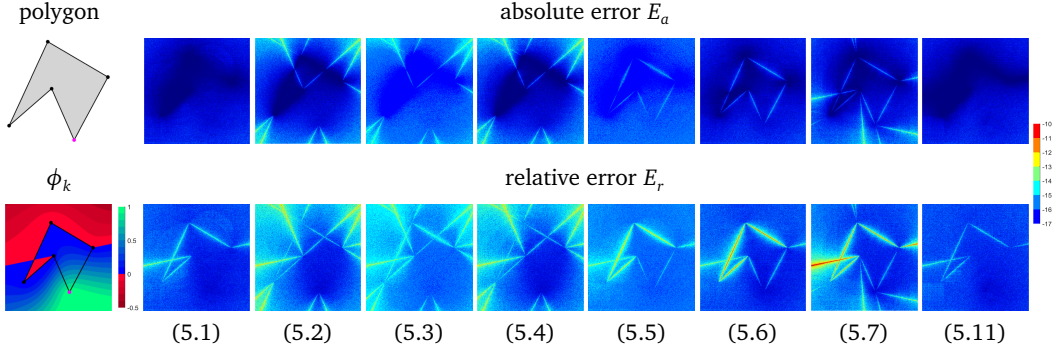 polygon
absolute error E_a
-10
-11
-12
-13
-14
-15
-16
-17
ϕ_k
relative error E_r
1
0.5
0
-0.5
(5.1) (5.2) (5.3) (5.4) (5.5) (5.6) (5.7) (5.11)